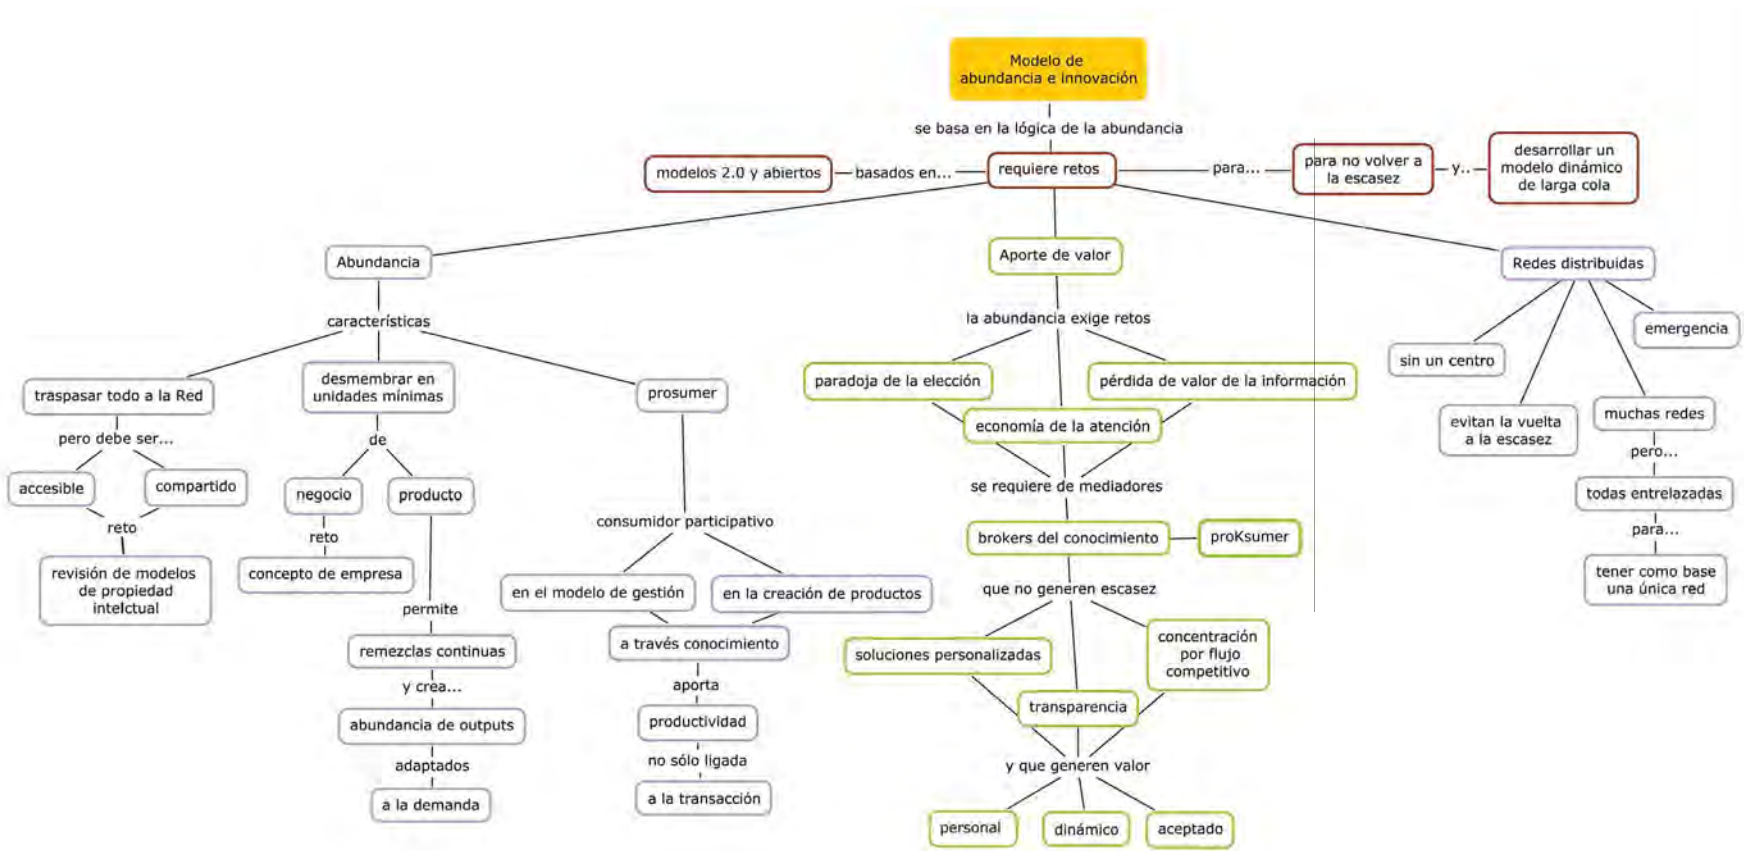 Modelo de
abundancia e innovación
se basa en la lógica de la abundancia
modelos 2.0 y abiertos
basados en...
requiere retos
para...
para no volver a
la escasez
y..
desarrollar un
modelo dinámico
de larga cola
Abundancia
características
traspasar todo a la Red
pero debe ser...
accesible
compartido
reto
revisión de modelos
de propiedad
intelctual
desmembrar en
unidades mínimas
de
negocio
producto
reto
concepto de empresa
permite
remezclas continuas
y crea...
abundancia de outputs
adaptados
a la demanda
prosumer
consumidor participativo
en el modelo de gestión
en la creación de productos
a través conocimiento
aporta
productividad
no sólo ligada
a la transacción
Aporte de valor
la abundancia exige retos
paradoja de la elección
pérdida de valor de la información
economía de la atención
se requiere de mediadores
brokers del conocimiento
proKsumer
que no generen escasez
soluciones personalizadas
concentración
por flujo
competitivo
transparencia
y que generen valor
personal
dinámico
aceptado
Redes distribuidas
sin un centro
evitan la vuelta
a la escasez
muchas redes
pero...
todas entrelazadas
para...
tener como base
una única red
emergencia